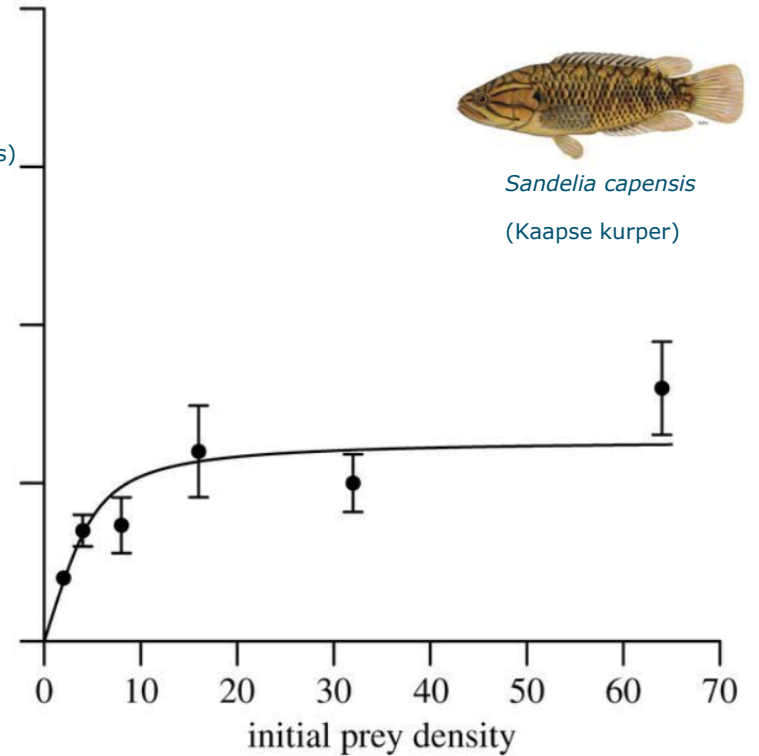 s)
Sandelia capensis
(Kaapse kurper)
0 10 20 30 40 50 60 70
initial prey density